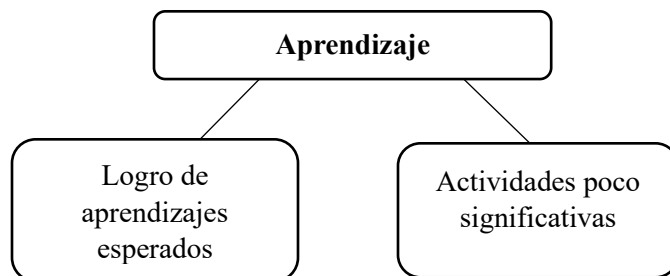 Aprendizaje
Logro de
aprendizajes
esperados
Actividades poco
significativas